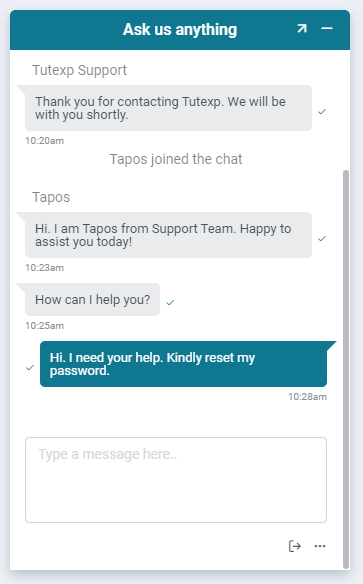 Ask us anything
Tutexp Support
Thank you for contacting Tutexp. We will be
with you shortly.
10:20am
Tapos joined the chat
Tapos
Hi. I am Tapos from Support Team. Happy to
assist you today!
10:23am
How can I help you?
10:25am
Hi. I need your help. Kindly reset my
password.
10:28am
Type a message here..